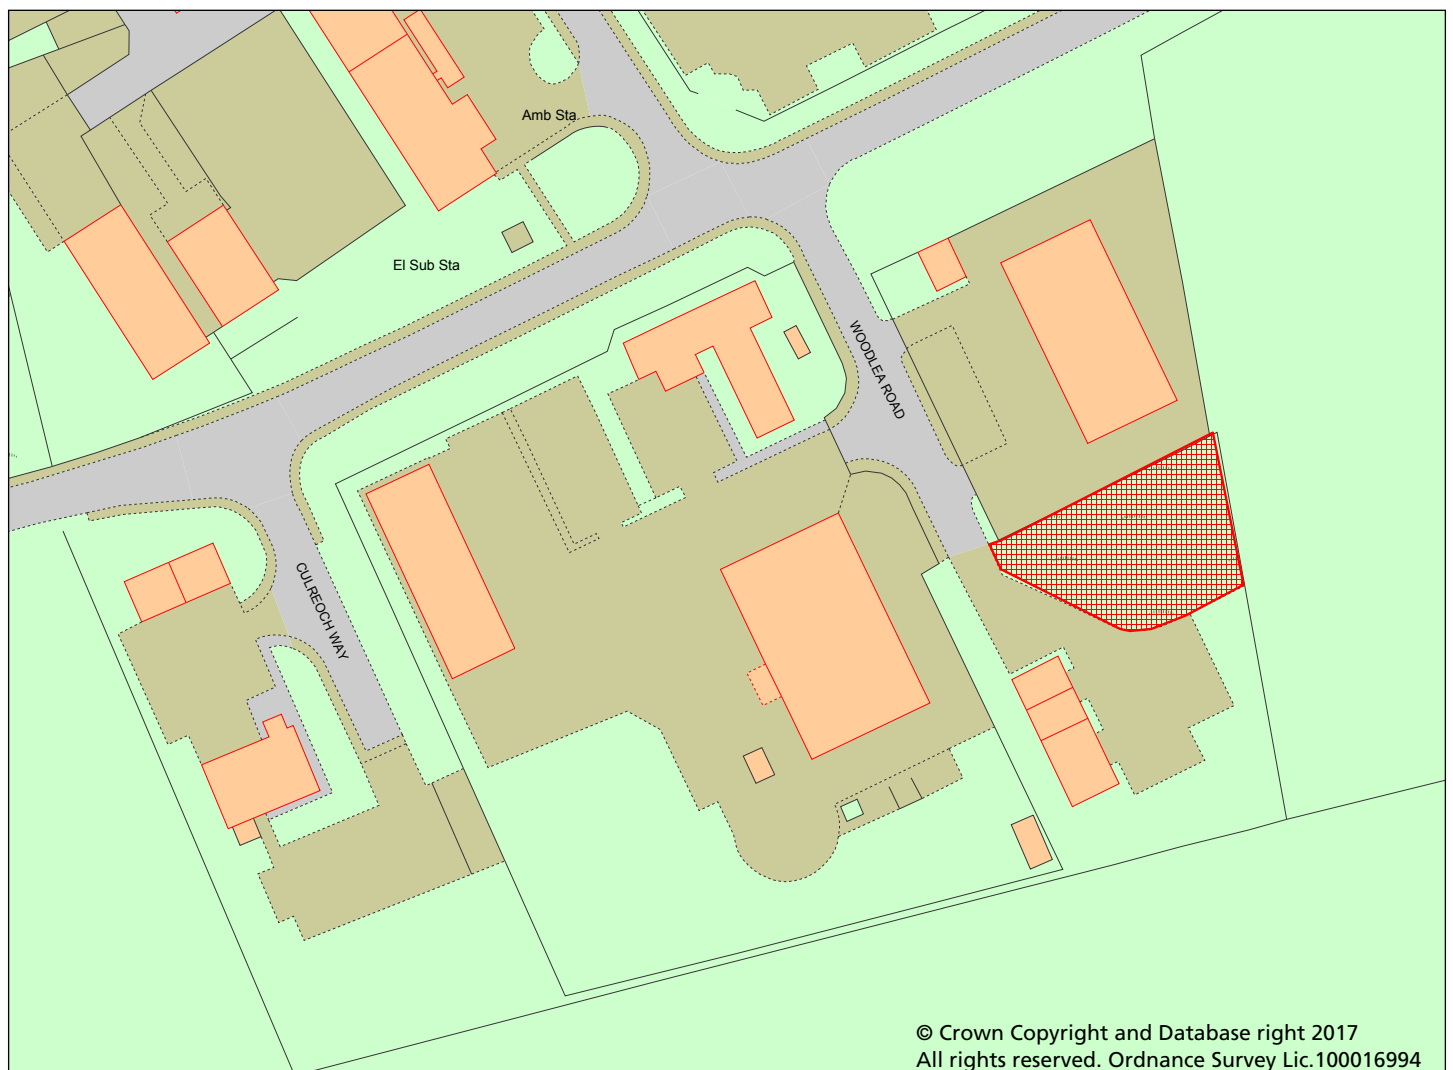 Amb Sta
El Sub Sta
WOODLEA ROAD
CULREOCH WAY
© Crown Copyright and Database right 2017
All rights reserved. Ordnance Survey Lic.100016994